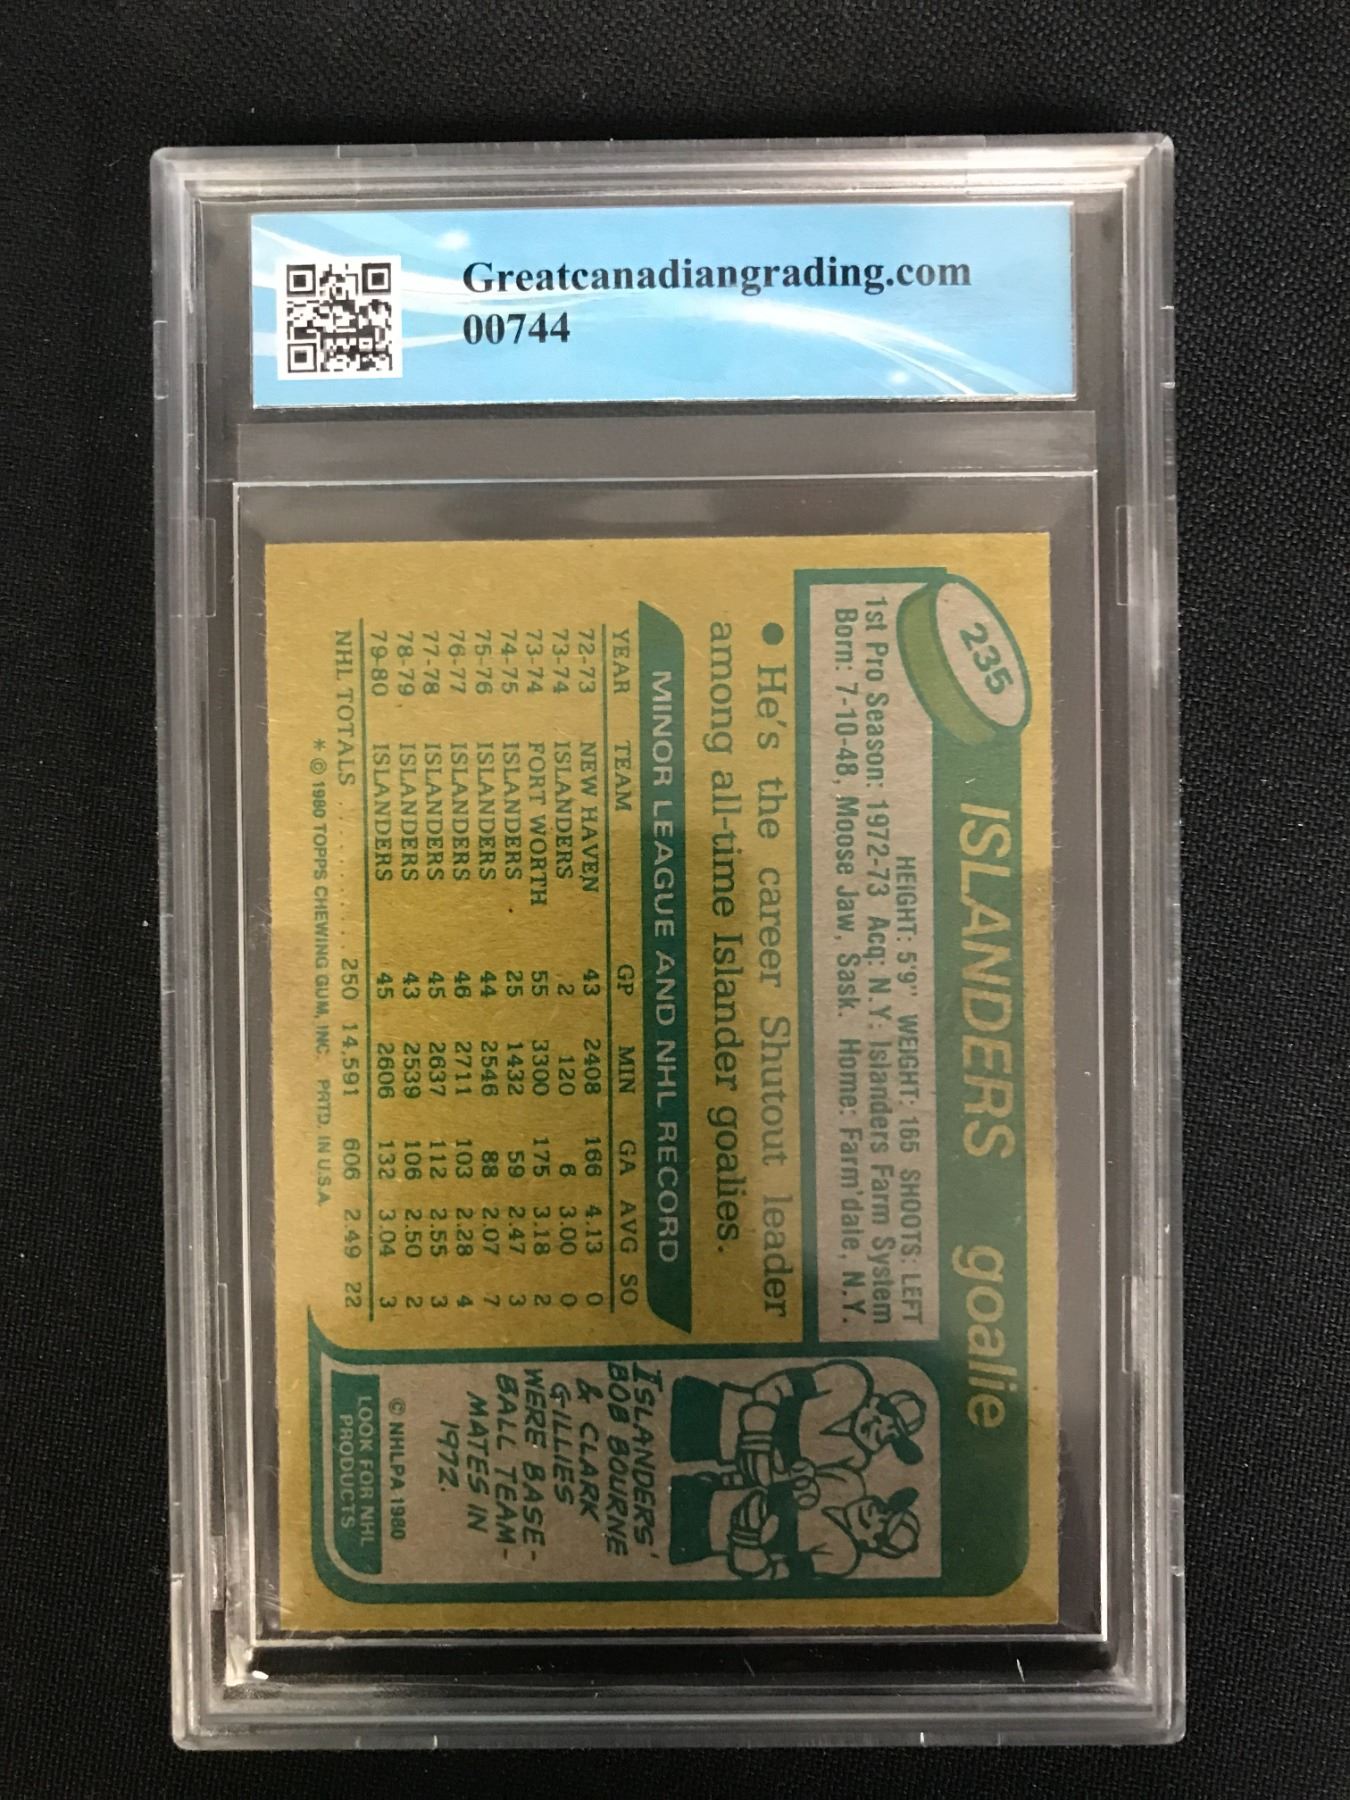 Greatcanadiangrading.com
00744
235
ISLANDERS goalie
HEIGHT: 5'9" WEIGHT: 165 SHOOTS: LEFT
1st Pro Season: 1972-73 Acq: N.Y. Islanders Farm System
Born: 7-10-48, Moose Jaw, Sask. Home: Farm'dale, N.Y.
● He's the career Shutout leader
among all-time Islander goalies.
MINOR LEAGUE AND NHL RECORD
YEAR TEAM GP MIN GA AVG SO
72-73 NEW HAVEN 43 2408 166 4.13 0
73-74 ISLANDERS 2 120 6 3.00 0
73-74 FORT WORTH 55 3300 175 3.18 2
74-75 ISLANDERS 25 1432 59 2.47 3
75-76 ISLANDERS 44 2546 88 2.07 7
76-77 ISLANDERS 46 2711 103 2.28 4
77-78 ISLANDERS 45 2637 112 2.55 3
78-79 ISLANDERS 43 2539 106 2.50 2
79-80 ISLANDERS 45 2606 132 3.04 3
NHL TOTALS . . . . . . . . . . 250 14,591 606 2.49 22
* © 1980 TOPPS CHEWING GUM, INC. PRTD. IN U.S.A.
ISLANDERS'
BOB BOURNE
& CLARK
GILLIES
WERE BASE-
BALL TEAM-
MATES IN
1972.
© NHLPA 1980
LOOK FOR NHL
PRODUCTS